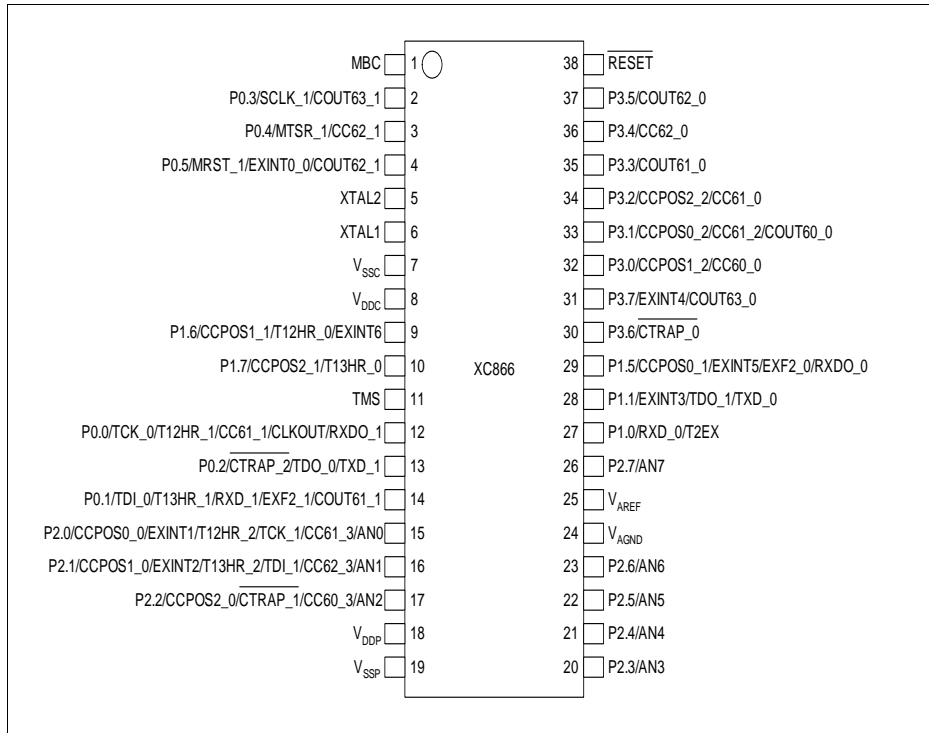 MBC 1 38 RESET
P0.3/SCLK_1/COUT63_1 2 37 P3.5/COUT62_0
P0.4/MTSR_1/CC62_1 3 36 P3.4/CC62_0
P0.5/MRST_1/EXINT0_0/COUT62_1 4 35 P3.3/COUT61_0
XTAL2 5 34 P3.2/CCPOS2_2/CC61_0
XTAL1 6 33 P3.1/CCPOS0_2/CC61_2/COUT60_0
VSSC 7 32 P3.0/CCPOS1_2/CC60_0
VDDC 8 31 P3.7/EXINT4/COUT63_0
P1.6/CCPOS1_1/T12HR_0/EXINT6 9 30 P3.6/CTRAP_0
P1.7/CCPOS2_1/T13HR_0 10 XC866 29 P1.5/CCPOS0_1/EXINT5/EXF2_0/RXDO_0
TMS 11 28 P1.1/EXINT3/TDO_1/TXD_0
P0.0/TCK_0/T12HR_1/CC61_1/CLKOUT/RXDO_1 12 27 P1.0/RXD_0/T2EX
P0.2/CTRAP_2/TDO_0/TXD_1 13 26 P2.7/AN7
P0.1/TDI_0/T13HR_1/RXD_1/EXF2_1/COUT61_1 14 25 VAREF
P2.0/CCPOS0_0/EXINT1/T12HR_2/TCK_1/CC61_3/AN0 15 24 VAGND
P2.1/CCPOS1_0/EXINT2/T13HR_2/TDI_1/CC62_3/AN1 16 23 P2.6/AN6
P2.2/CCPOS2_0/CTRAP_1/CC60_3/AN2 17 22 P2.5/AN5
VDDP 18 21 P2.4/AN4
VSSP 19 20 P2.3/AN3